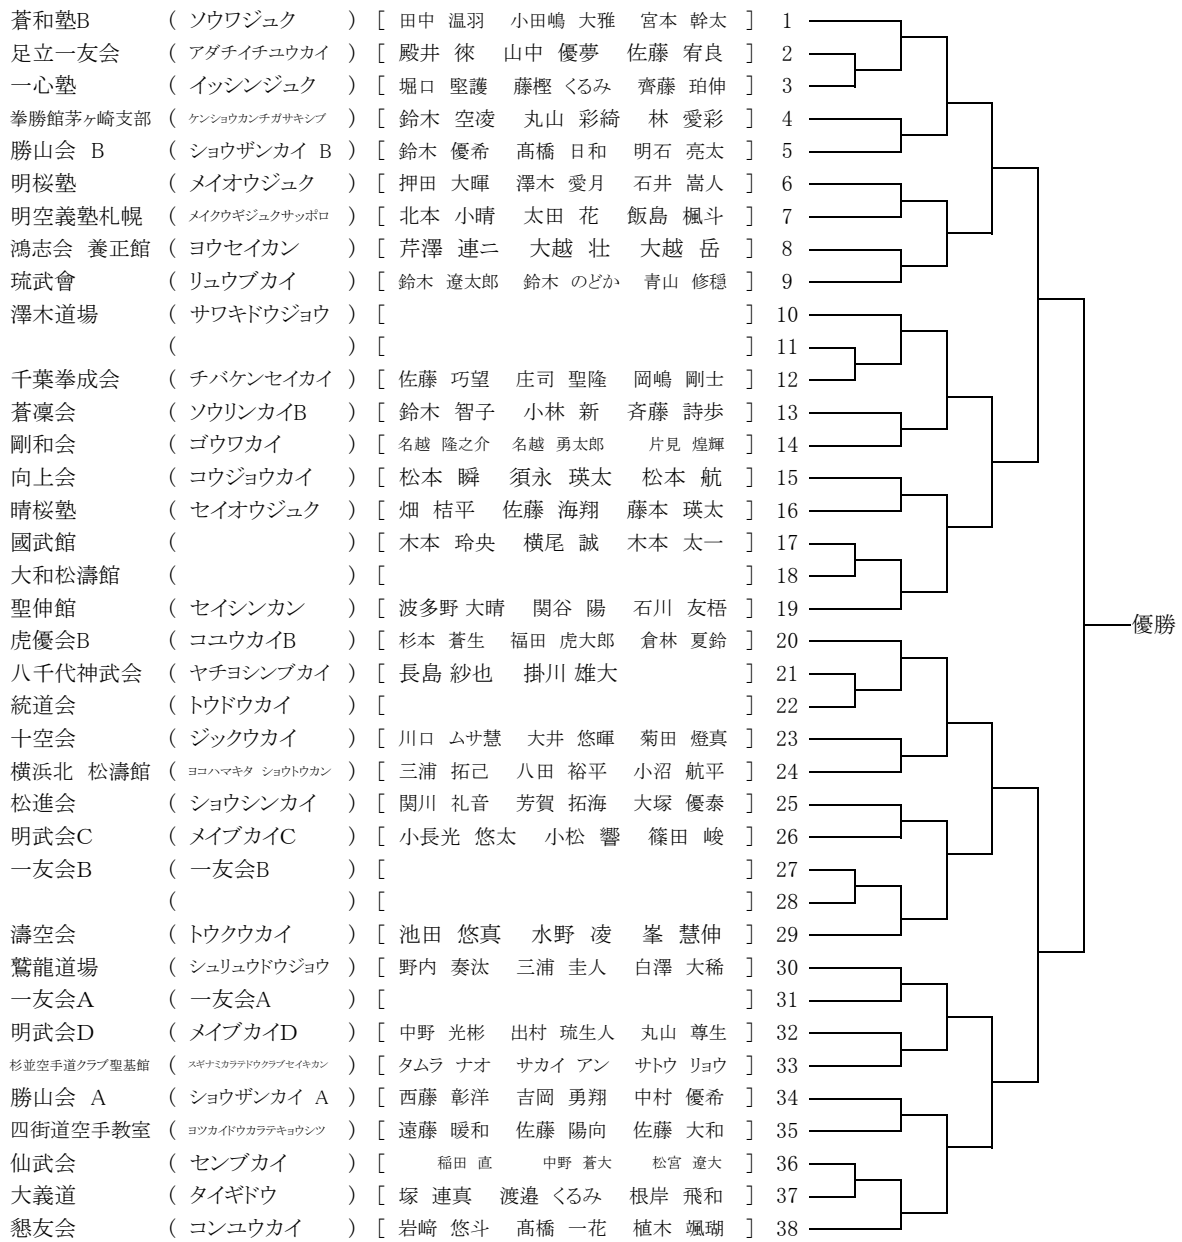 蒼和塾B ( ソウワジュク ) [ 田中 温羽 小田嶋 大雅 宮本 幹太 ] 1
足立一友会 ( アダチイチユウカイ ) [ 殿井 徠 山中 優夢 佐藤 宥良 ] 2
一心塾 ( イッシンジュク ) [ 堀口 堅護 藤樫 くるみ 齊藤 珀伸 ] 3
拳勝館茅ヶ崎支部 ( ケンショウカンチガサキシブ ) [ 鈴木 空凌 丸山 彩綺 林 愛彩 ] 4
勝山会 B ( ショウザンカイ B ) [ 鈴木 優希 髙橋 日和 明石 亮太 ] 5
明桜塾 ( メイオウジュク ) [ 押田 大暉 澤木 愛月 石井 嵩人 ] 6
明空義塾札幌 ( メイクウギジュクサッポロ ) [ 北本 小晴 太田 花 飯島 楓斗 ] 7
鴻志会 養正館 ( ヨウセイカン ) [ 芹澤 連ニ 大越 壮 大越 岳 ] 8
琉武會 ( リュウブカイ ) [ 鈴木 遼太郎 鈴木 のどか 青山 修穏 ] 9
澤木道場 ( サワキドウジョウ ) [ ] 10
( ) [ ] 11
千葉拳成会 ( チバケンセイカイ ) [ 佐藤 巧望 庄司 聖隆 岡嶋 剛士 ] 12
蒼凜会 ( ソウリンカイB ) [ 鈴木 智子 小林 新 斉藤 詩歩 ] 13
剛和会 ( ゴウワカイ ) [ 名越 隆之介 名越 勇太郎 片見 煌輝 ] 14
向上会 ( コウジョウカイ ) [ 松本 瞬 須永 瑛太 松本 航 ] 15
晴桜塾 ( セイオウジュク ) [ 畑 桔平 佐藤 海翔 藤本 瑛太 ] 16
國武館 ( ) [ 木本 玲央 横尾 誠 木本 太一 ] 17
大和松濤館 ( ) [ ] 18
聖伸館 ( セイシンカン ) [ 波多野 大晴 関谷 陽 石川 友梧 ] 19
優勝
虎優会B ( コユウカイB ) [ 杉本 蒼生 福田 虎大郎 倉林 夏鈴 ] 20
八千代神武会 ( ヤチヨシンブカイ ) [ 長島 紗也 掛川 雄大 ] 21
統道会 ( トウドウカイ ) [ ] 22
十空会 ( ジックウカイ ) [ 川口 ムサ慧 大井 悠暉 菊田 燈真 ] 23
横浜北 松濤館 ( ヨコハマキタ ショウトウカン ) [ 三浦 拓己 八田 裕平 小沼 航平 ] 24
松進会 ( ショウシンカイ ) [ 関川 礼音 芳賀 拓海 大塚 優泰 ] 25
明武会C ( メイブカイC ) [ 小長光 悠太 小松 響 篠田 峻 ] 26
一友会B ( 一友会B ) [ ] 27
( ) [ ] 28
濤空会 ( トウクウカイ ) [ 池田 悠真 水野 凌 峯 慧伸 ] 29
鷲龍道場 ( シュリュウドウジョウ ) [ 野内 奏汰 三浦 圭人 白澤 大稀 ] 30
一友会A ( 一友会A ) [ ] 31
明武会D ( メイブカイD ) [ 中野 光彬 出村 琉生人 丸山 尊生 ] 32
杉並空手道クラブ聖基館 ( スギナミカラテドウクラブセイキカン ) [ タムラ ナオ サカイ アン サトウ リョウ ] 33
勝山会 A ( ショウザンカイ A ) [ 西藤 彰洋 吉岡 勇翔 中村 優希 ] 34
四街道空手教室 ( ヨツカイドウカラテキョウシツ ) [ 遠藤 暖和 佐藤 陽向 佐藤 大和 ] 35
仙武会 ( センブカイ ) [ 稲田 直 中野 蒼大 松宮 遼大 ] 36
大義道 ( タイギドウ ) [ 塚 連真 渡邉 くるみ 根岸 飛和 ] 37
懇友会 ( コンユウカイ ) [ 岩﨑 悠斗 髙橋 一花 植木 颯瑚 ] 38